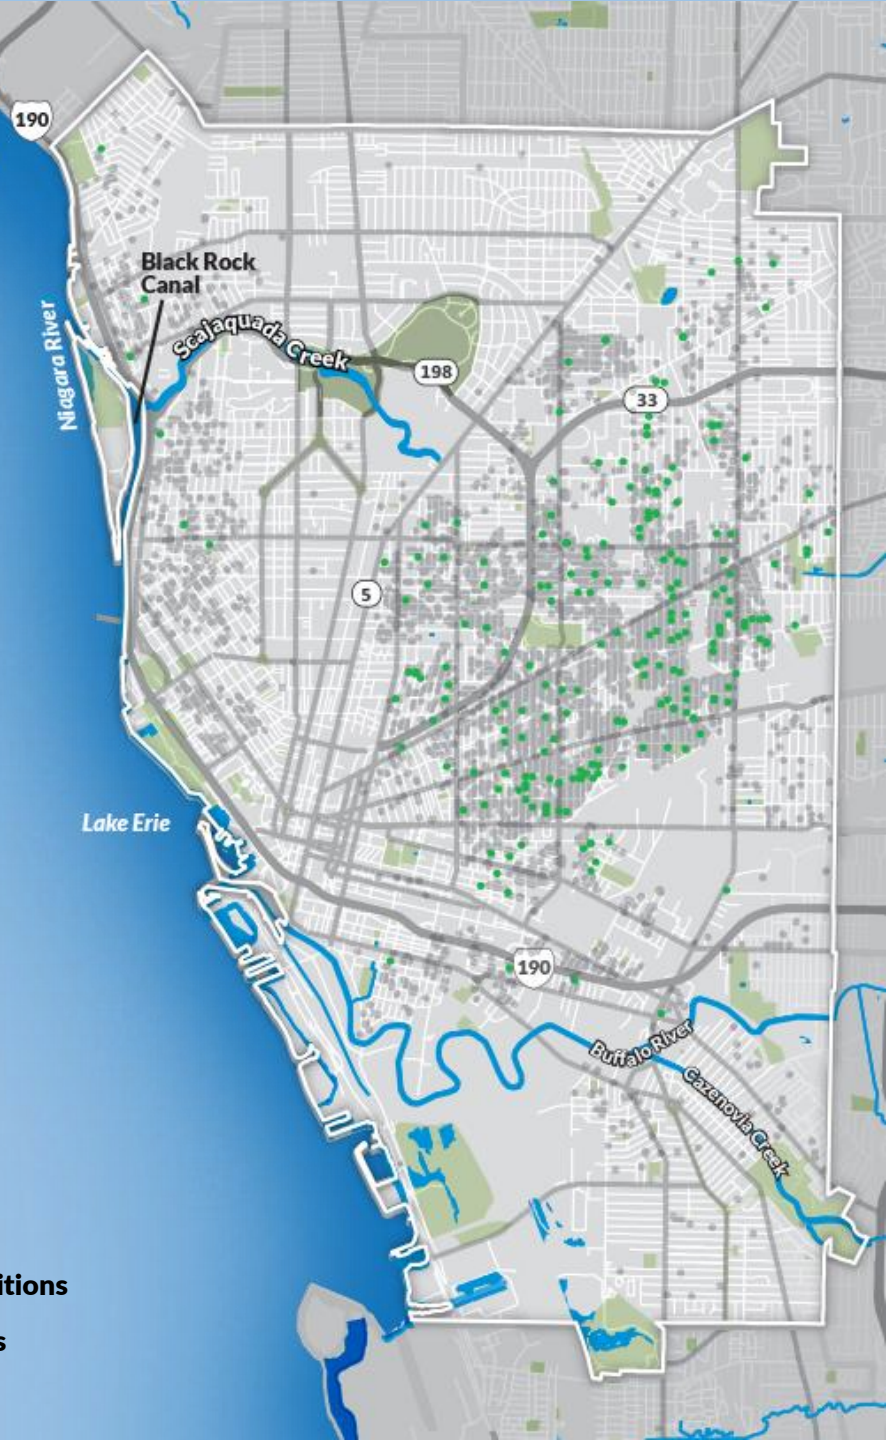 190
Black Rock
Canal
Niagara River
Scajaquada Creek
198
33
5
Lake Erie
190
Buffalo River
Cazenovia Creek
itions
s